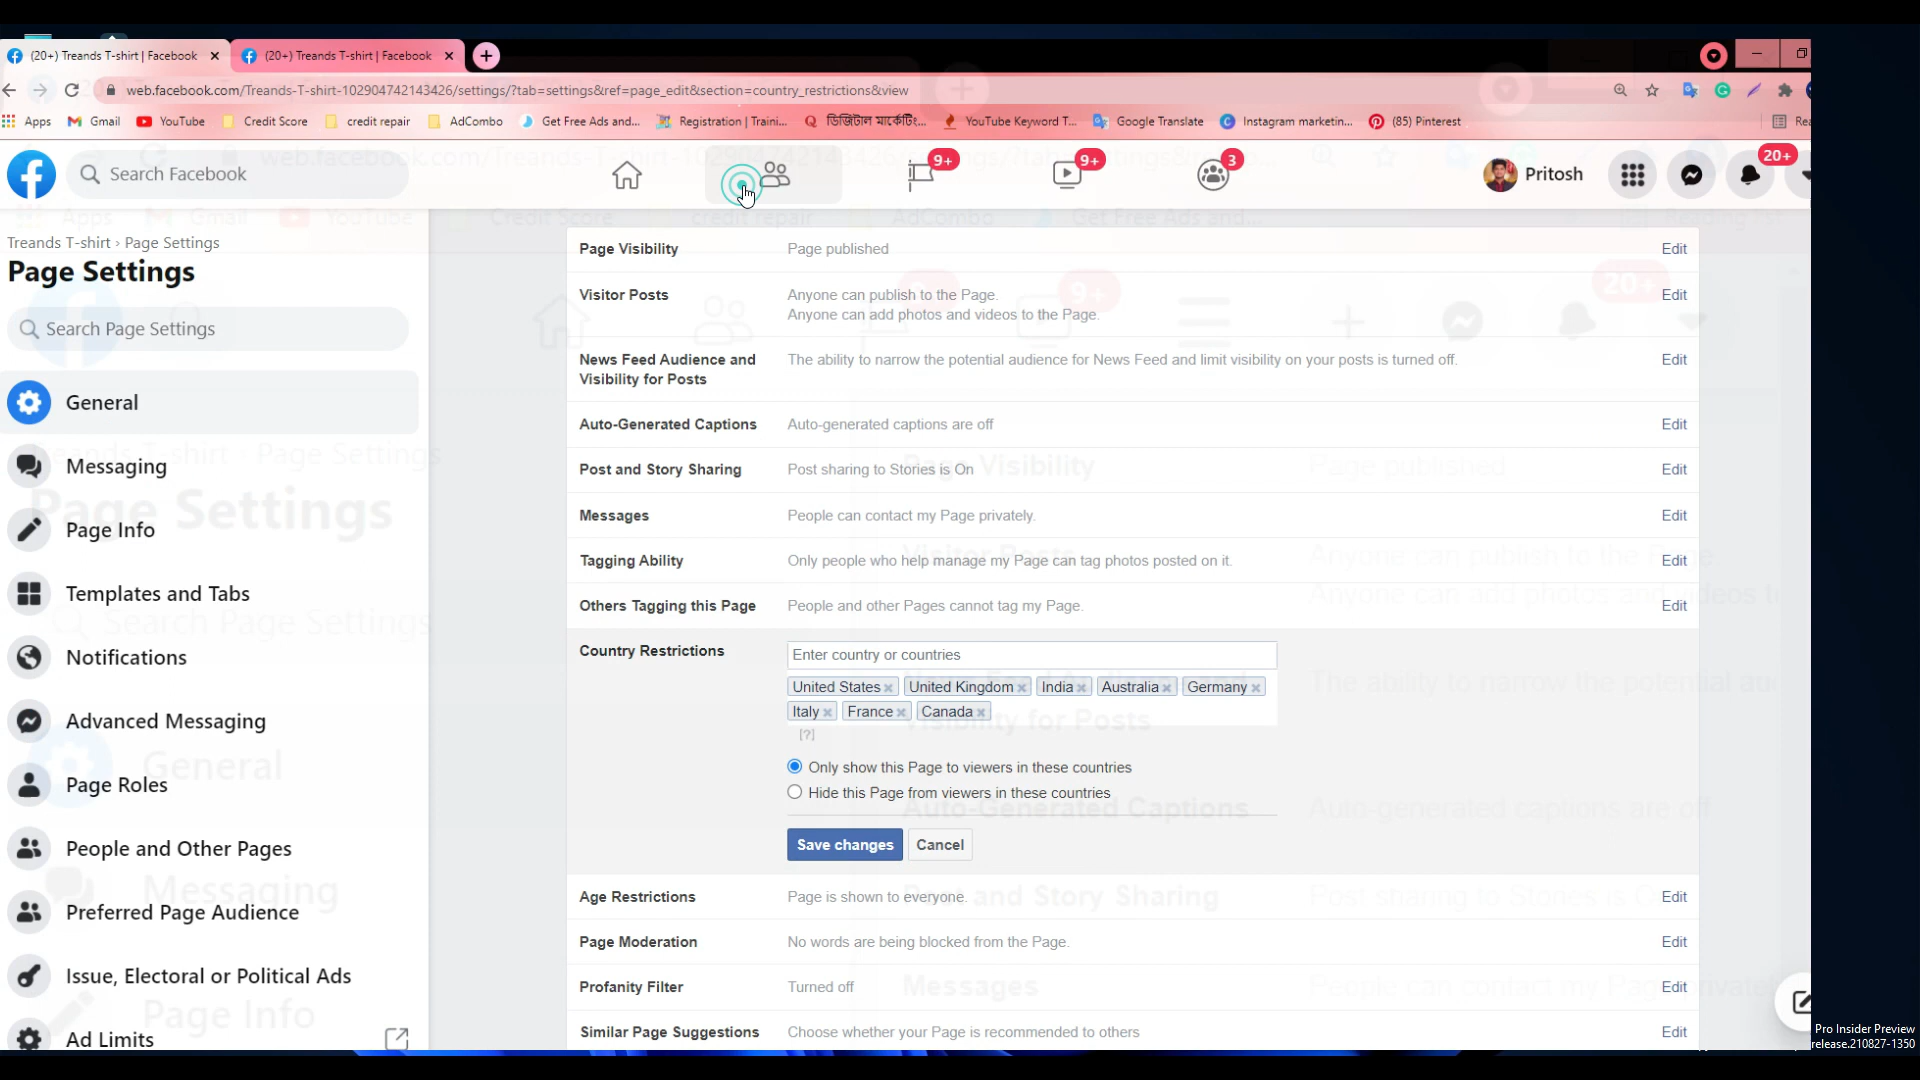 (20+) Treands T-shirt | Facebook
(20+) Treands T-shirt | Facebook
web.facebook.com/Treands-T-shirt-102904742143426/settings/?tab=settings&ref=page_edit&section=country_restrictions&view
Apps
Gmail
YouTube
Credit Score
credit repair
AdCombo
Get Free Ads and...
Registration | Traini...
ডিজিটাল মার্কেটিং...
YouTube Keyword T...
Google Translate
Instagram marketin...
(85) Pinterest
Search Facebook
9+
9+
3
Pritosh
20+
Treands T-shirt › Page Settings
Page Settings
Search Page Settings
General
Messaging
Page Info
Templates and Tabs
Notifications
Advanced Messaging
Page Roles
People and Other Pages
Preferred Page Audience
Issue, Electoral or Political Ads
Ad Limits
Page Visibility Page published Edit
Visitor Posts Anyone can publish to the Page. Edit
Anyone can add photos and videos to the Page.
News Feed Audience and The ability to narrow the potential audience for News Feed and limit visibility on your posts is turned off. Edit
Visibility for Posts
Auto-Generated Captions Auto-generated captions are off Edit
Post and Story Sharing Post sharing to Stories is On Edit
Messages People can contact my Page privately. Edit
Tagging Ability Only people who help manage my Page can tag photos posted on it. Edit
Others Tagging this Page People and other Pages cannot tag my Page. Edit
Country Restrictions Enter country or countries
United States United Kingdom India Australia Germany
Italy France Canada
[?]
Only show this Page to viewers in these countries
Hide this Page from viewers in these countries
Save changes Cancel
Age Restrictions Page is shown to everyone. Edit
Page Moderation No words are being blocked from the Page. Edit
Profanity Filter Turned off Edit
Similar Page Suggestions Choose whether your Page is recommended to others Edit
Pro Insider Preview
release.210827-1350